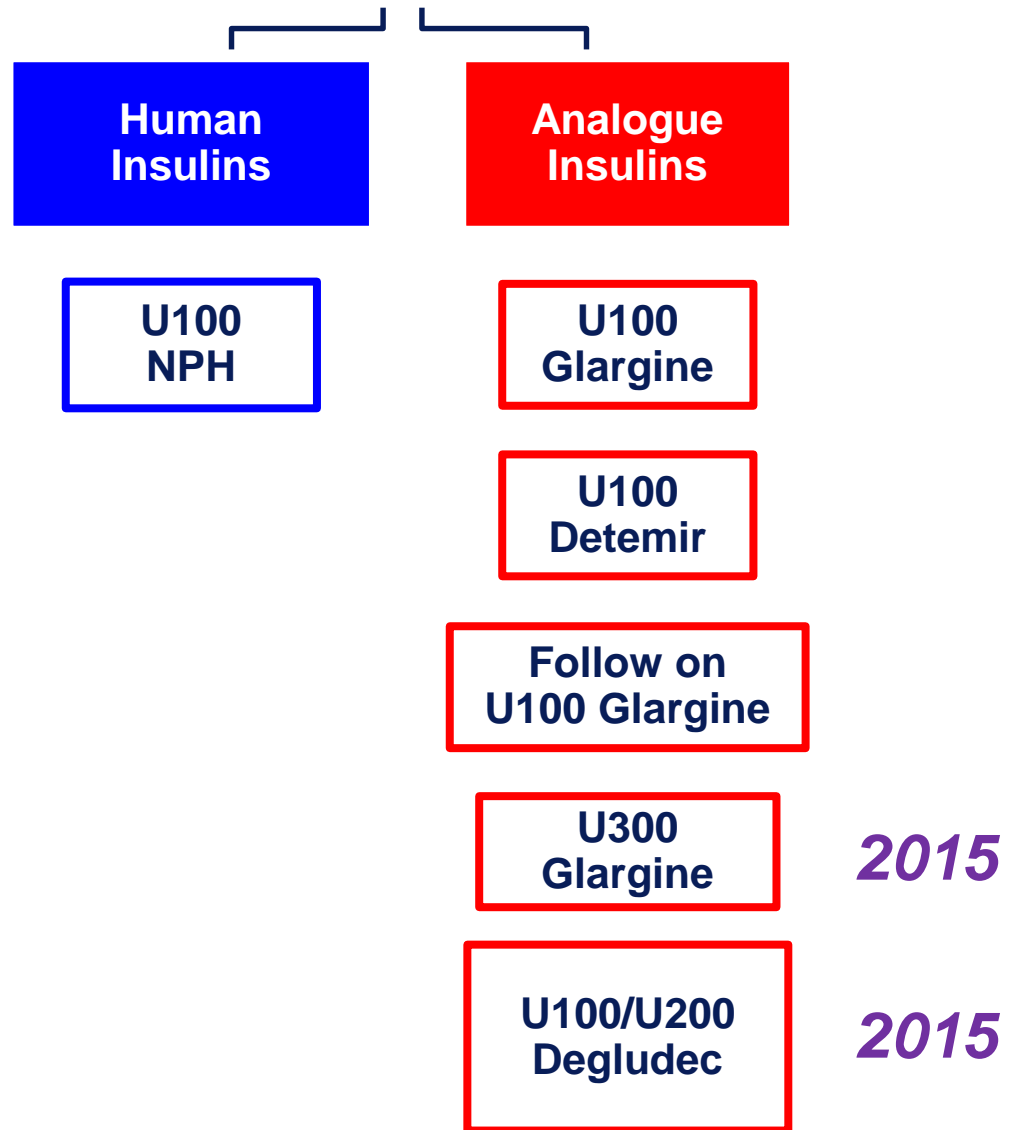 Human
Insulins
Analogue
Insulins
U100
NPH
U100
Glargine
U100
Detemir
Follow on
U100 Glargine
U300
Glargine
2015
U100/U200
Degludec
2015